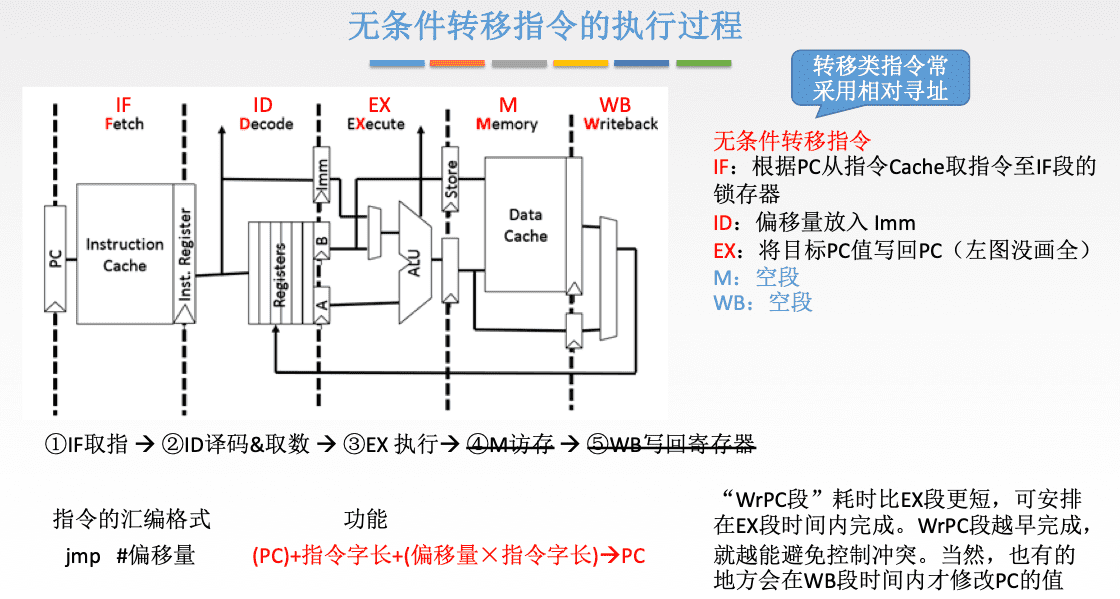 无条件转移指令的执行过程
转移类指令常
采用相对寻址
IF
Fetch
ID
Decode
EX
EXecute
M
Memory
WB
Writeback
PC
Instruction
Cache
Inst. Register
Registers
Imm
B
A
ALU
Store
Data
Cache
无条件转移指令
IF：根据PC从指令Cache取指令至IF段的
锁存器
ID：偏移量放入 Imm
EX：将目标PC值写回PC（左图没画全）
M：空段
WB：空段
①IF取指 → ②ID译码&取数 → ③EX 执行→ ④M访存 → ⑤WB写回寄存器
指令的汇编格式 功能
jmp #偏移量 (PC)+指令字长+(偏移量×指令字长)→PC
“WrPC段”耗时比EX段更短，可安排
在EX段时间内完成。WrPC段越早完成，
就越能避免控制冲突。当然，也有的
地方会在WB段时间内才修改PC的值